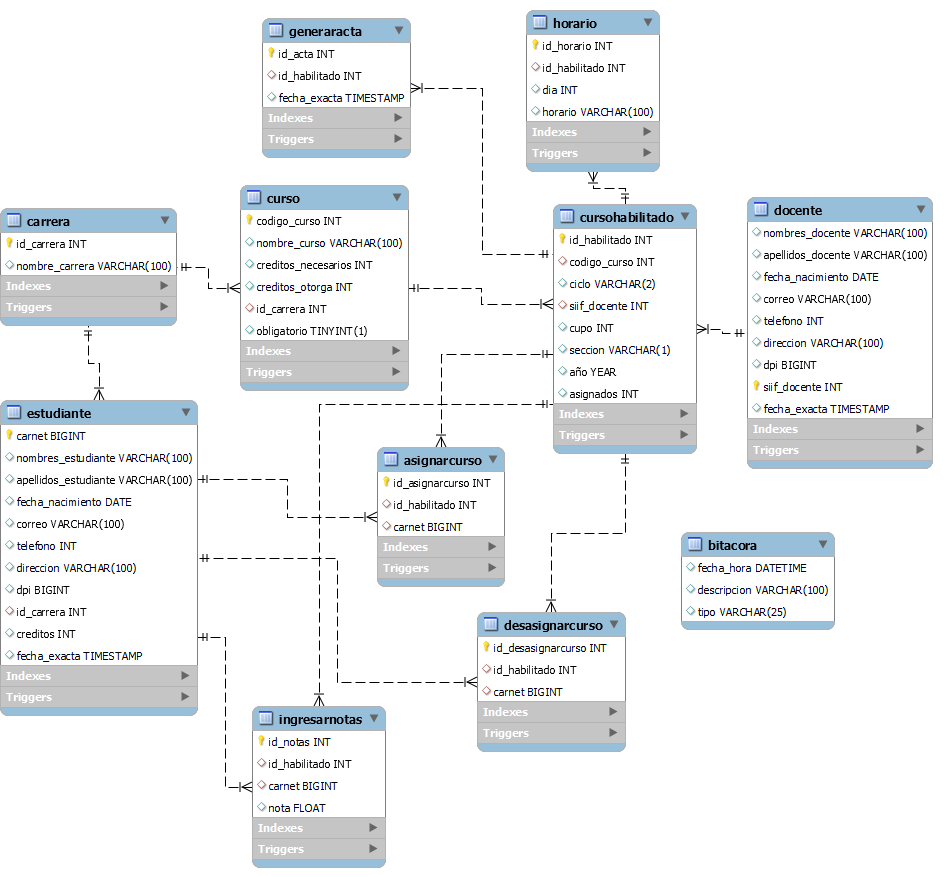 generaracta
id_acta INT
id_habilitado INT
fecha_exacta TIMESTAMP
Indexes
Triggers
horario
id_horario INT
id_habilitado INT
dia INT
horario VARCHAR(100)
Indexes
Triggers
carrera
id_carrera INT
nombre_carrera VARCHAR(100)
Indexes
Triggers
curso
codigo_curso INT
nombre_curso VARCHAR(100)
creditos_necesarios INT
creditos_otorga INT
id_carrera INT
obligatorio TINYINT(1)
Indexes
Triggers
cursohabilitado
id_habilitado INT
codigo_curso INT
ciclo VARCHAR(2)
siif_docente INT
cupo INT
seccion VARCHAR(1)
año YEAR
asignados INT
Indexes
Triggers
docente
nombres_docente VARCHAR(100)
apellidos_docente VARCHAR(100)
fecha_nacimiento DATE
correo VARCHAR(100)
telefono INT
direccion VARCHAR(100)
dpi BIGINT
siif_docente INT
fecha_exacta TIMESTAMP
Indexes
Triggers
estudiante
carnet BIGINT
nombres_estudiante VARCHAR(100)
apellidos_estudiante VARCHAR(100)
fecha_nacimiento DATE
correo VARCHAR(100)
telefono INT
direccion VARCHAR(100)
dpi BIGINT
id_carrera INT
creditos INT
fecha_exacta TIMESTAMP
Indexes
Triggers
asignarcurso
id_asignarcurso INT
id_habilitado INT
carnet BIGINT
Indexes
Triggers
bitacora
fecha_hora DATETIME
descripcion VARCHAR(100)
tipo VARCHAR(25)
desasignarcurso
id_desasignarcurso INT
id_habilitado INT
carnet BIGINT
Indexes
Triggers
ingresarnotas
id_notas INT
id_habilitado INT
carnet BIGINT
nota FLOAT
Indexes
Triggers